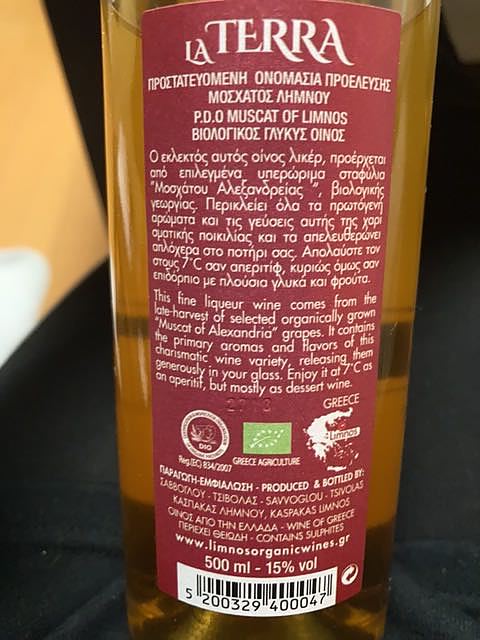 LA TERRA
ΠΡΟΣΤΑΤΕΥΟΜΕΝΗ ΟΝΟΜΑΣΙΑ ΠΡΟΕΛΕΥΣΗΣ
ΜΟΣΧΑΤΟΣ ΛΗΜΝΟΥ
P.D.O MUSCAT OF LIMNOS
ΒΙΟΛΟΓΙΚΟΣ ΓΛΥΚΥΣ ΟΙΝΟΣ
Ο εκλεκτός αυτός οίνος λικέρ, προέρχεται
από επιλεγμένα υπερώριμα σταφύλια
"Μοσχάτου Αλεξανδρείας ", βιολογικής
γεωργίας. Περικλείει όλα τα πρωτόγενή
αρώματα και τις γεύσεις αυτής της χαρι
σματικής ποικιλίας και τα απελευθερώνει
απλόχερα στο ποτήρι σας. Απολαύστε τον
στους 7°C σαν απεριτίφ, κυρίως όμως σαν
επιδόρπιο με πλούσια γλυκά και φρούτα.
This fine liqueur wine comes from the
late-harvest of selected organically grown
"Muscat of Alexandria" grapes. It contains
the primary aromas and flavors of this
charismatic wine variety, releasing them
generously in your glass. Enjoy it at 7°C as
an aperitif, but mostly as dessert wine.
GREECE
Limnos
DIO
Reg.(EC) 834/2007
GREECE AGRICULTURE
ΠΑΡΑΓΩΓΗ-ΕΜΦΙΑΛΩΣΗ - PRODUCED & BOTTLED BY:
ΣΑΒΒΟΓΛΟΥ - ΤΣΙΒΟΛΑΣ - SAVVOGLOU - TSIVOLAS
ΚΑΣΠΑΚΑΣ ΛΗΜΝΟΥ, KASPAKAS LIMNOS
ΟΙΝΟΣ ΑΠΟ ΤΗΝ ΕΛΛΑΔΑ - WINE OF GREECE
ΠΕΡΙΕΧΕΙ ΘΕΙΩΔΗ - CONTAINS SULPHITES
www.limnosorganicwines.gr
500 ml - 15% vol
5 200329 400047